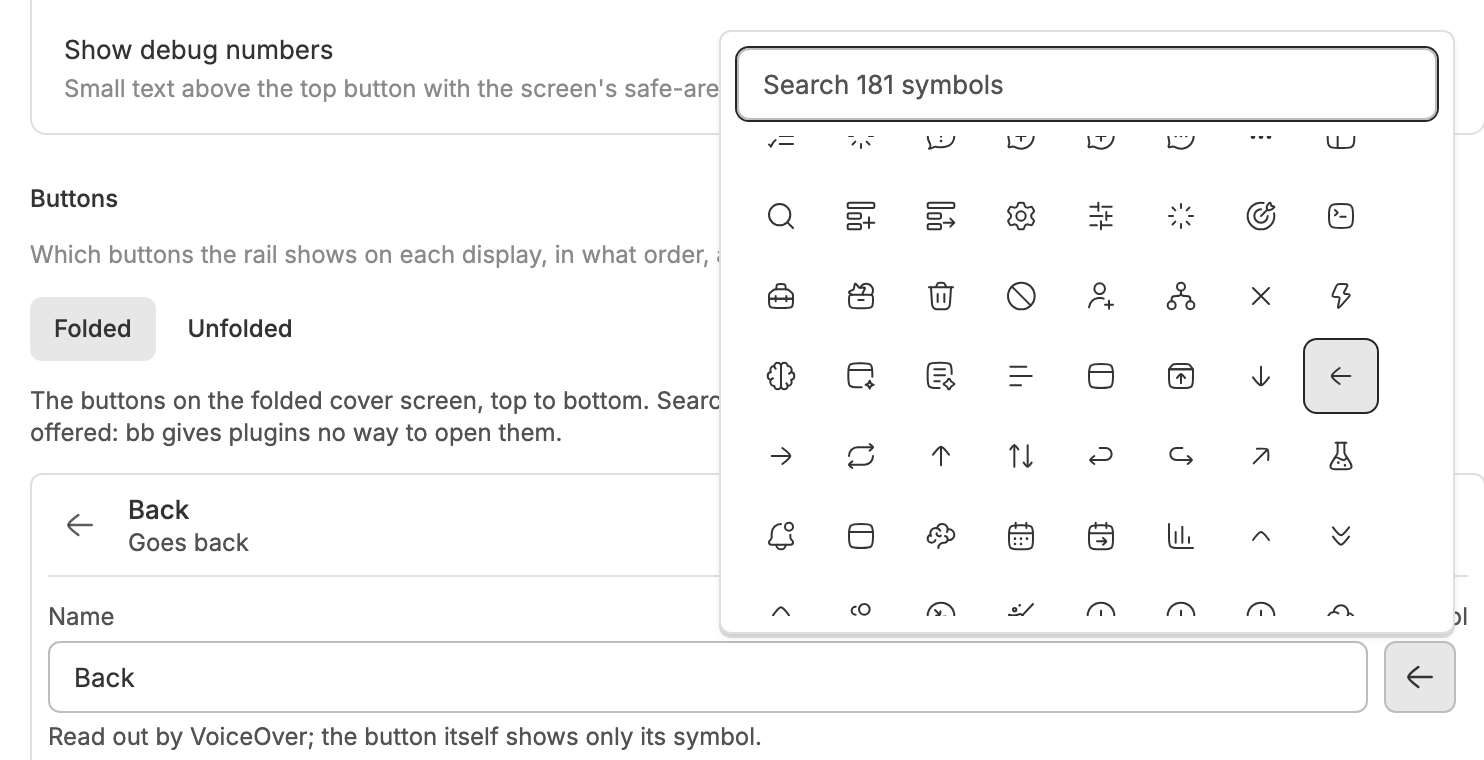 Show debug numbers
Small text above the top button with the screen's safe-are
Search 181 symbols
Buttons
Which buttons the rail shows on each display, in what order,
Folded
Unfolded
The buttons on the folded cover screen, top to bottom. Searc
offered: bb gives plugins no way to open them.
Back
Goes back
Name
ol
Back
Read out by VoiceOver; the button itself shows only its symbol.